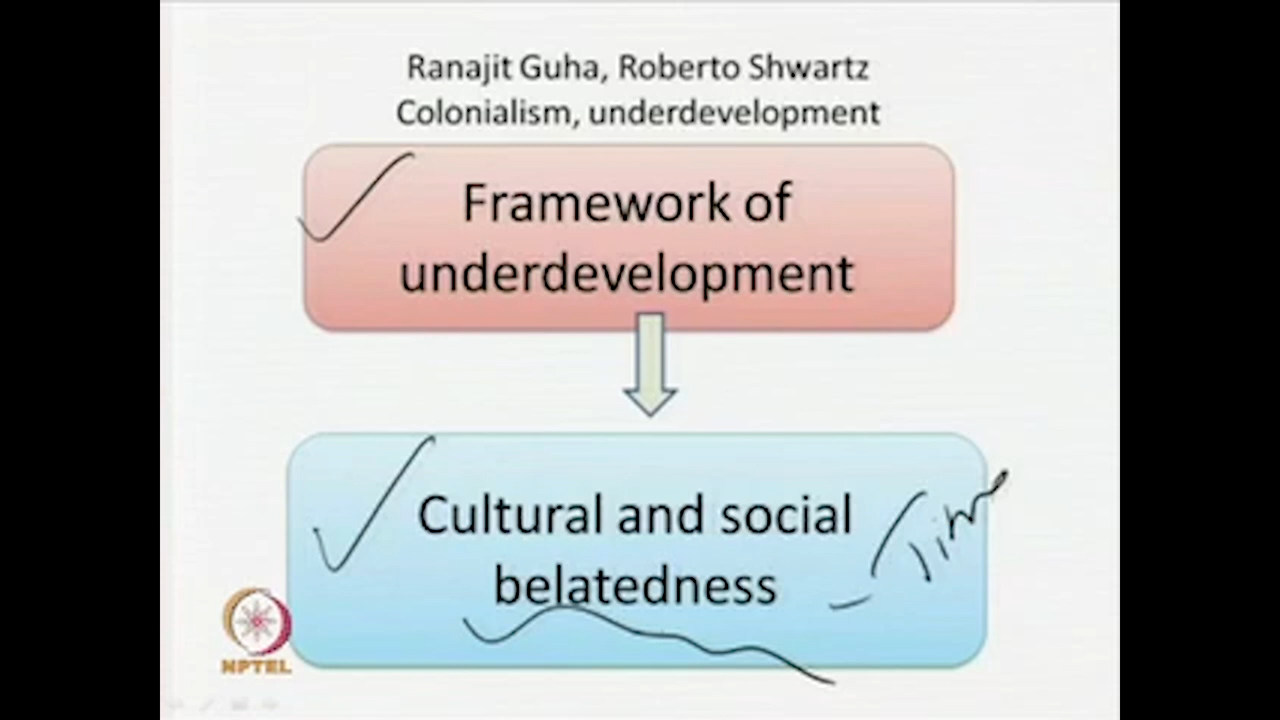 Ranajit Guha, Roberto Shwartz
Colonialism, underdevelopment
Framework of
underdevelopment
Cultural and social
belatedness
- Time
NPTEL